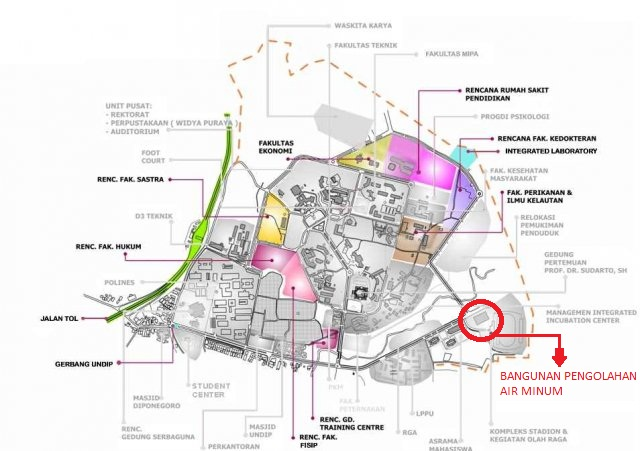 WASKITA KARYA
FAKULTAS TEKNIK
FAKULTAS MIPA
RENCANA RUMAH SAKIT
PENDIDIKAN
UNIT PUSAT:
- REKTORAT
- PERPUSTAKAAN ( WIDYA PURAYA )
- AUDITORIUM
PROGDI PSIKOLOGI
RENCANA FAK. KEDOKTERAN
INTEGRATED LABORATORY
FAKULTAS
EKONOMI
FOOT
COURT
FAK. KESEHATAN
MASYARAKAT
RENC. FAK. SASTRA
FAK. PERIKANAN &
ILMU KELAUTAN
D3 TEKNIK
RELOKASI
PEMUKIMAN
PENDUDUK
RENC. FAK. HUKUM
GEDUNG
PERTEMUAN
PROF. DR. SUDARTO, SH
POLINES
JALAN TOL
MANAGEMEN INTEGRATED
INCUBATION CENTER
GERBANG UNDIP
BANGUNAN PENGOLAHAN
AIR MINUM
STUDENT
CENTER
PKM
MASJID
DIPONEGORO
FAK.
PETERNAKAN
LPPU
RENC. GD.
TRAINING CENTRE
MASJID
UNDIP
RGA
KOMPLEKS STADION &
KEGIATAN OLAH RAGA
RENC.
GEDUNG SERBAGUNA
RENC. FAK.
FISIP
PERKANTORAN
ASRAMA
MAHASISWA